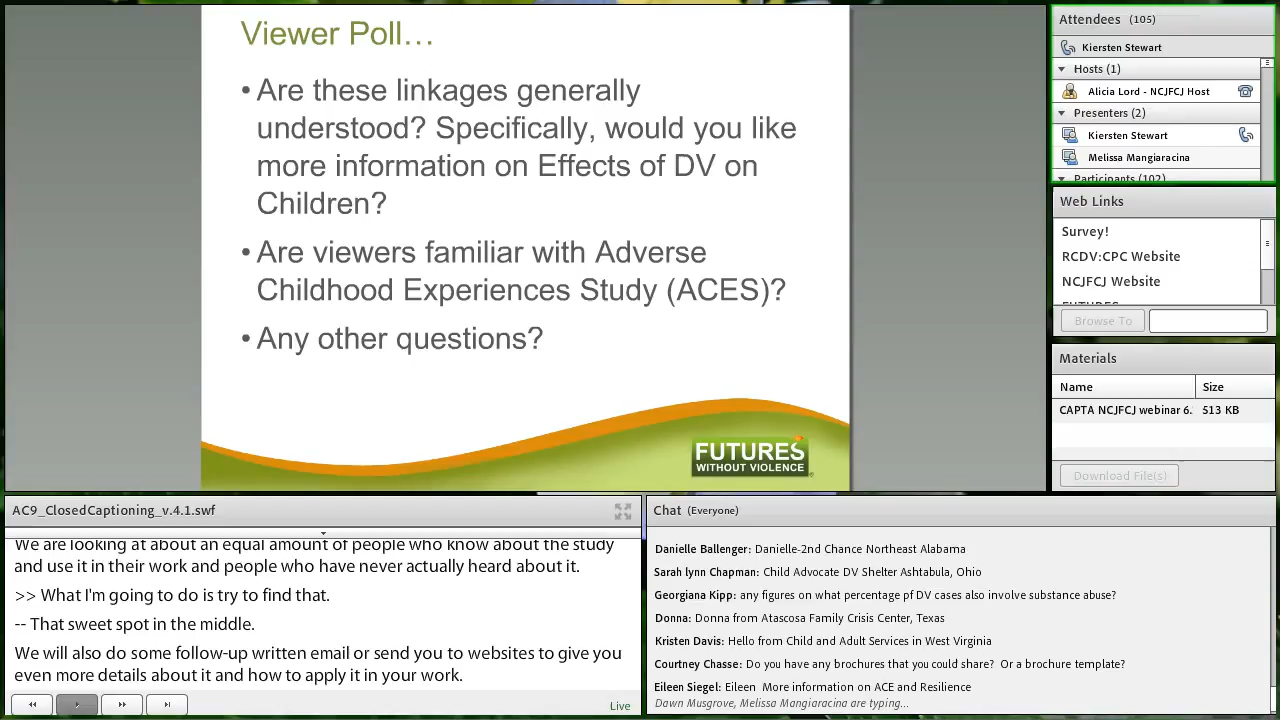 Viewer Poll…
• Are these linkages generally
understood? Specifically, would you like
more information on Effects of DV on
Children?
• Are viewers familiar with Adverse
Childhood Experiences Study (ACES)?
• Any other questions?
FUTURES
WITHOUT VIOLENCE
Attendees (105)
Kiersten Stewart
Hosts (1)
Alicia Lord - NCJFCJ Host
Presenters (2)
Kiersten Stewart
Melissa Mangiaracina
Participants (102)
Web Links
Survey!
RCDV:CPC Website
NCJFCJ Website
FUTURES
Browse To
Materials
Name Size
CAPTA NCJFCJ webinar 6. 513 KB
Download File(s)
AC9_ClosedCaptioning_v.4.1.swf
We are looking at about an equal amount of people who know about the study
and use it in their work and people who have never actually heard about it.
>> What I'm going to do is try to find that.
-- That sweet spot in the middle.
We will also do some follow-up written email or send you to websites to give you
even more details about it and how to apply it in your work.
Live
Chat (Everyone)
Danielle Ballenger: Danielle-2nd Chance Northeast Alabama
Sarah lynn Chapman: Child Advocate DV Shelter Ashtabula, Ohio
Georgiana Kipp: any figures on what percentage pf DV cases also involve substance abuse?
Donna: Donna from Atascosa Family Crisis Center, Texas
Kristen Davis: Hello from Child and Adult Services in West Virginia
Courtney Chasse: Do you have any brochures that you could share? Or a brochure template?
Eileen Siegel: Eileen More information on ACE and Resilience
Dawn Musgrove, Melissa Mangiaracina are typing...